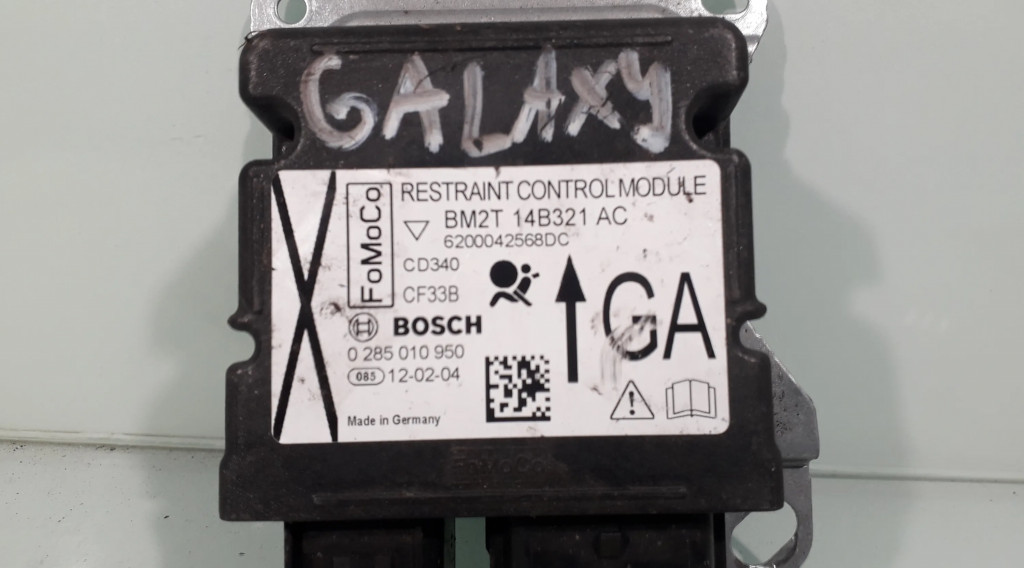 GALAXY
FoMoCo
RESTRAINT CONTROL MODULE
BM2T 14B321 AC
6200042568DC
CD340
CF33B
BOSCH
0 285 010 950
085 12-02-04
Made in Germany
GA
FoMoCo